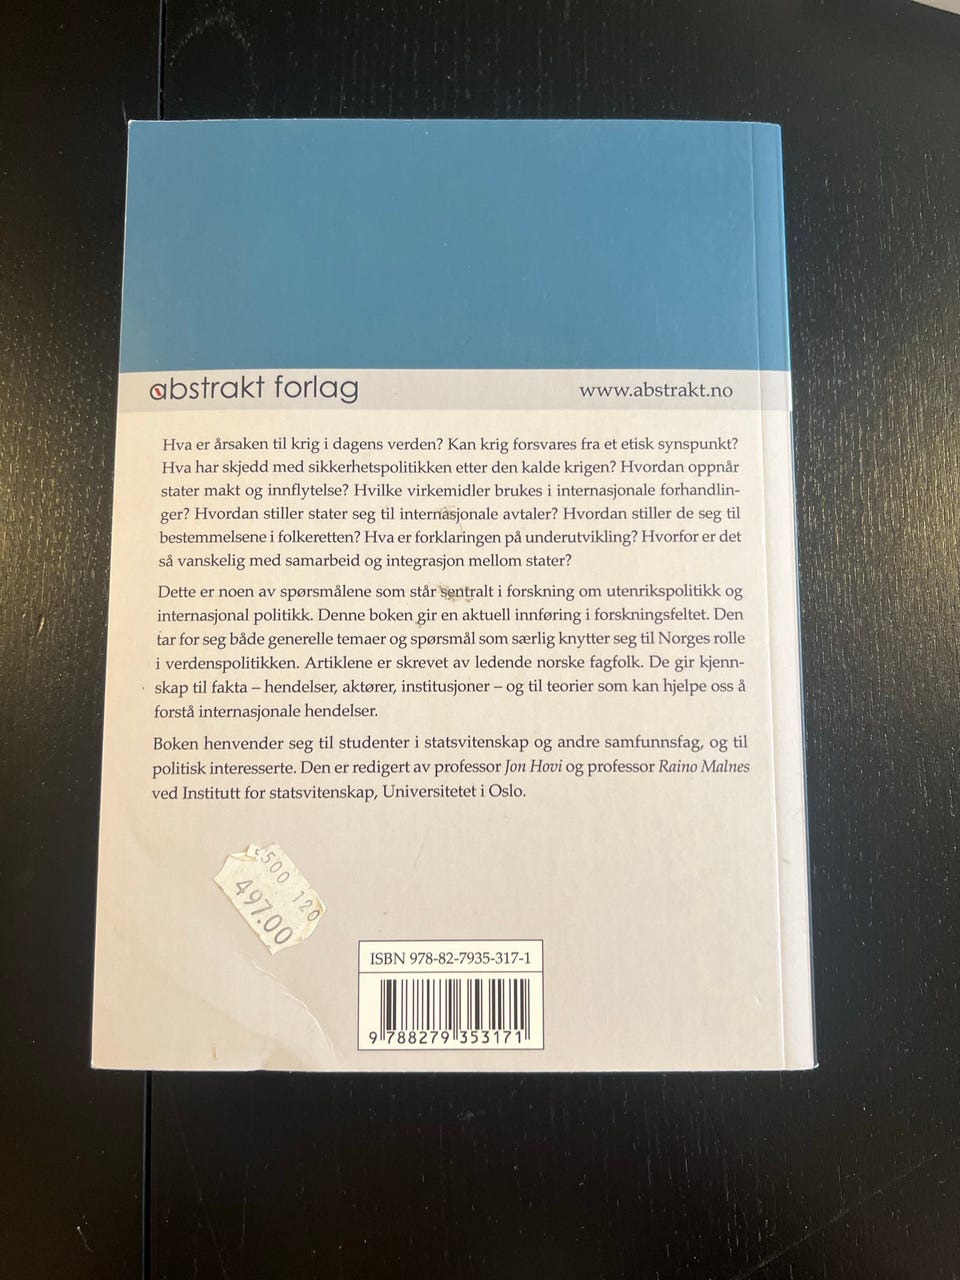 abstrakt forlag
www.abstrakt.no
Hva er årsaken til krig i dagens verden? Kan krig forsvares fra et etisk synspunkt?
Hva har skjedd med sikkerhetspolitikken etter den kalde krigen? Hvordan oppnår
stater makt og innflytelse? Hvilke virkemidler brukes i internasjonale forhandlin-
ger? Hvordan stiller stater seg til internasjonale avtaler? Hvordan stiller de seg til
bestemmelsene i folkeretten? Hva er forklaringen på underutvikling? Hvorfor er det
så vanskelig med samarbeid og integrasjon mellom stater?
Dette er noen av spørsmålene som står sentralt i forskning om utenrikspolitikk og
internasjonal politikk. Denne boken gir en aktuell innføring i forskningsfeltet. Den
tar for seg både generelle temaer og spørsmål som særlig knytter seg til Norges rolle
i verdenspolitikken. Artiklene er skrevet av ledende norske fagfolk. De gir kjenn-
skap til fakta – hendelser, aktører, institusjoner – og til teorier som kan hjelpe oss å
forstå internasjonale hendelser.
Boken henvender seg til studenter i statsvitenskap og andre samfunnsfag, og til
politisk interesserte. Den er redigert av professor Jon Hovi og professor Raino Malnes
ved Institutt for statsvitenskap, Universitetet i Oslo.
500 120
497.00
ISBN 978-82-7935-317-1
9 788279 353171